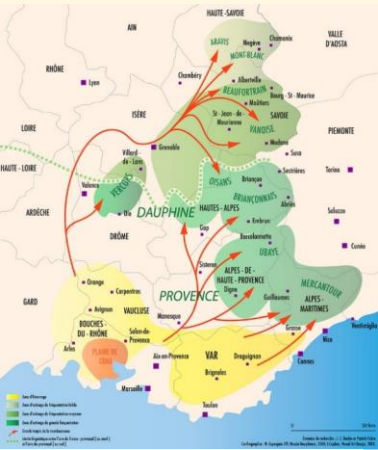 HAUTE-SAVOIE
AIN
VALLE
D'AOSTA
ARAVIS
Megève
Chamonix
MONT-BLANC
RHÔNE
Lyon
Chambéry
Albertville
BEAUFORTAIN
Bourg - St - Maurice
Moûtiers
ISÈRE
St - Jean - de -
Maurienne
SAVOIE
VANOISE
LOIRE
PIEMONTE
Grenoble
Modane
Susa
HAUTE - LOIRE
Villard
- de - Lans
OISANS
Briançon
Sestrières
Torino
Valence
VERCORS
BRIANÇONNAIS
ARDÈCHE
Die
DAUPHINE
HAUTES - ALPES
Abriès
Saluzzo
Embrun
DRÔME
Gap
Barcelonnette
Cuneo
UBAYE
Sisteron
GARD
Orange
Carpentras
PROVENCE
ALPES - DE -
HAUTE - PROVENCE
MERCANTOUR
Digne
Guillaumes
ALPES -
MARITIMES
Avignon
VAUCLUSE
BOUCHES
- DU - RHÔNE
Manosque
Salon-de
-Provence
Grasse
Nice
Ventimiglia
Arles
PLAINE DE
CRAU
Aix-en-Provence
VAR
Draguignan
Cannes
Brignoles
Marseille
Toulon